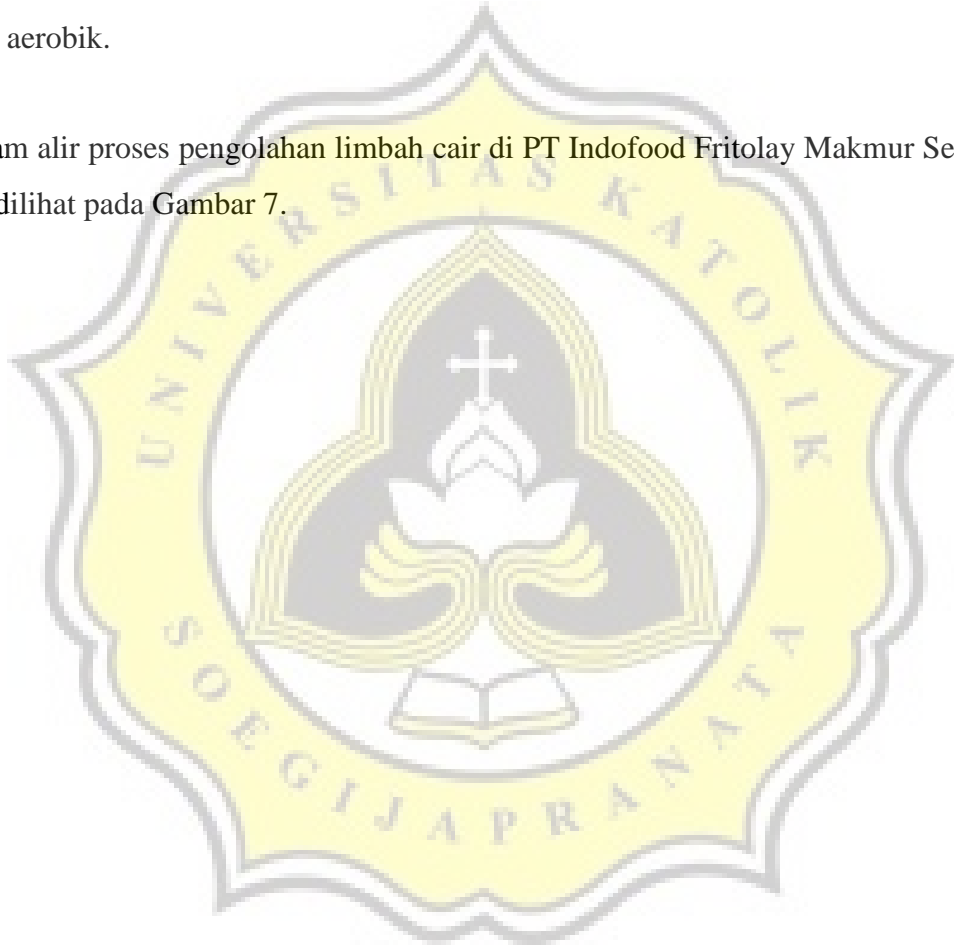 aerobik.
am alir proses pengolahan limbah cair di PT Indofood Fritolay Makmur Se
dilihat pada Gambar 7.
UNIVERSITAS KATOLIK
SOEGIJAPRANATA